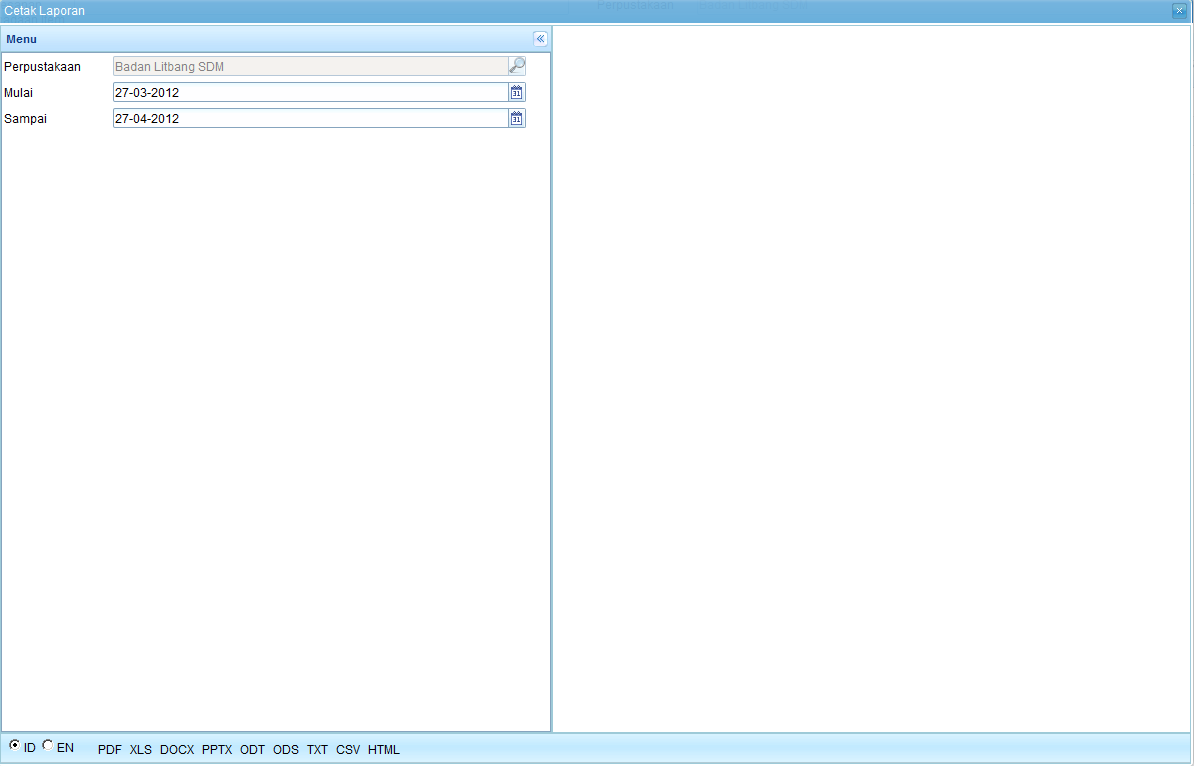 Cetak Laporan
Menu
Perpustakaan Badan Litbang SDM
Mulai 27-03-2012
Sampai 27-04-2012
ID EN PDF XLS DOCX PPTX ODT ODS TXT CSV HTML